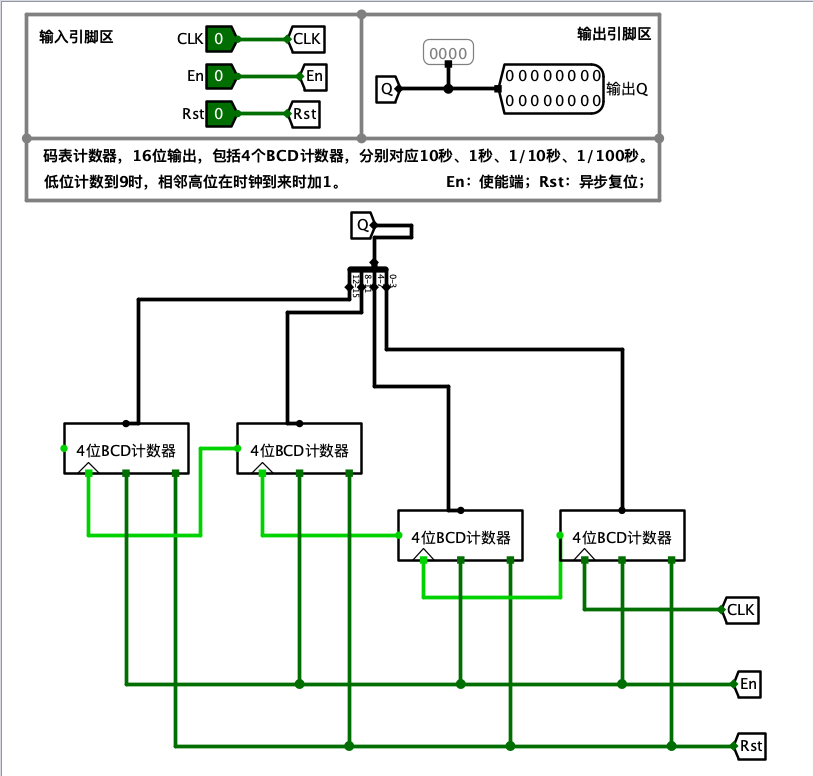 输入引脚区
CLK 0 CLK
En 0 En
Rst 0 Rst
输出引脚区
0000
Q
0 0 0 0 0 0 0 0
0 0 0 0 0 0 0 0
输出Q
码表计数器，16位输出，包括4个BCD计数器，分别对应10秒、1秒、1/10秒、1/100秒。
低位计数到9时，相邻高位在时钟到来时加1。 En：使能端；Rst：异步复位；
Q
0-3
4位BCD计数器
4位BCD计数器
4位BCD计数器
4位BCD计数器
CLK
En
Rst